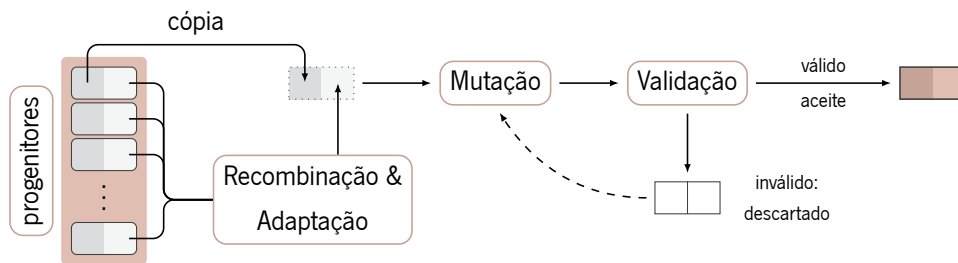 cópia
progenitores
Recombinação &
Adaptação
Mutação
Validação
válido
aceite
inválido:
descartado